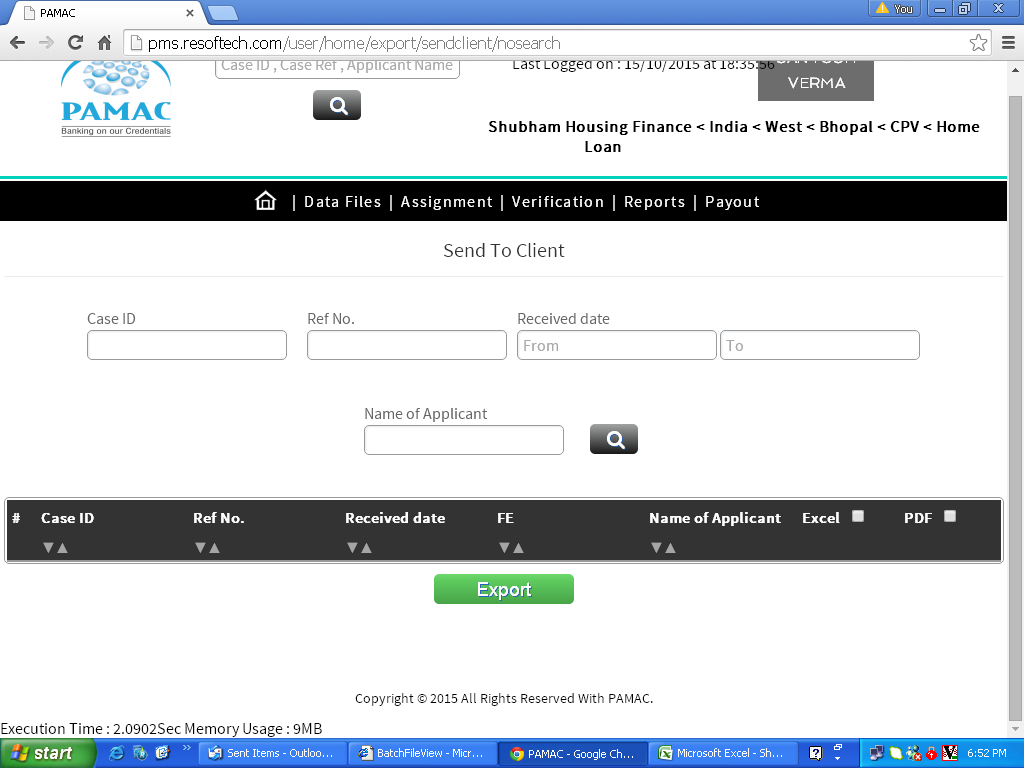 PAMAC
You
pms.resoftech.com/user/home/export/sendclient/nosearch
Case ID , Case Ref , Applicant Name
Last Logged on : 15/10/2015 at 18:35:56
VERMA
PAMAC
Banking on our Credentials
Shubham Housing Finance < India < West < Bhopal < CPV < Home
Loan
| Data Files | Assignment | Verification | Reports | Payout
Send To Client
Case ID Ref No. Received date
From To
Name of Applicant
# Case ID Ref No. Received date FE Name of Applicant Excel PDF
▼▲ ▼▲ ▼▲ ▼▲ ▼▲
Export
Copyright © 2015 All Rights Reserved With PAMAC.
Execution Time : 2.0902Sec Memory Usage : 9MB
start Sent Items - Outloo... BatchFileView - Micr... PAMAC - Google Ch... Microsoft Excel - Sh... 6:52 PM